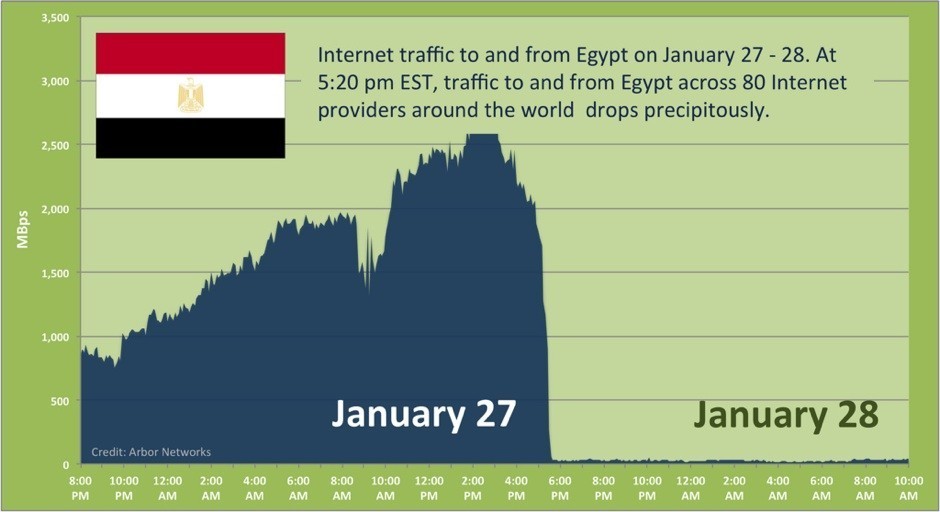 3,500
Internet traffic to and from Egypt on January 27 - 28. At
5:20 pm EST, traffic to and from Egypt across 80 Internet
providers around the world drops precipitously.
3,000
2,500
2,000
MBps
1,500
1,000
500
0
January 27
January 28
Credit: Arbor Networks
8:00 PM
10:00 PM
12:00 AM
2:00 AM
4:00 AM
6:00 AM
8:00 AM
10:00 AM
12:00 PM
2:00 PM
4:00 PM
6:00 PM
8:00 PM
10:00 PM
12:00 AM
2:00 AM
4:00 AM
6:00 AM
8:00 AM
10:00 AM